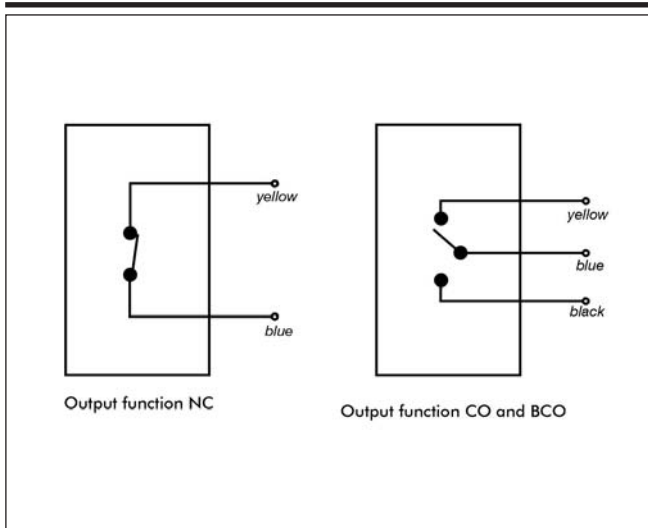 yellow
blue
Output function NC
yellow
blue
black
Output function CO and BCO